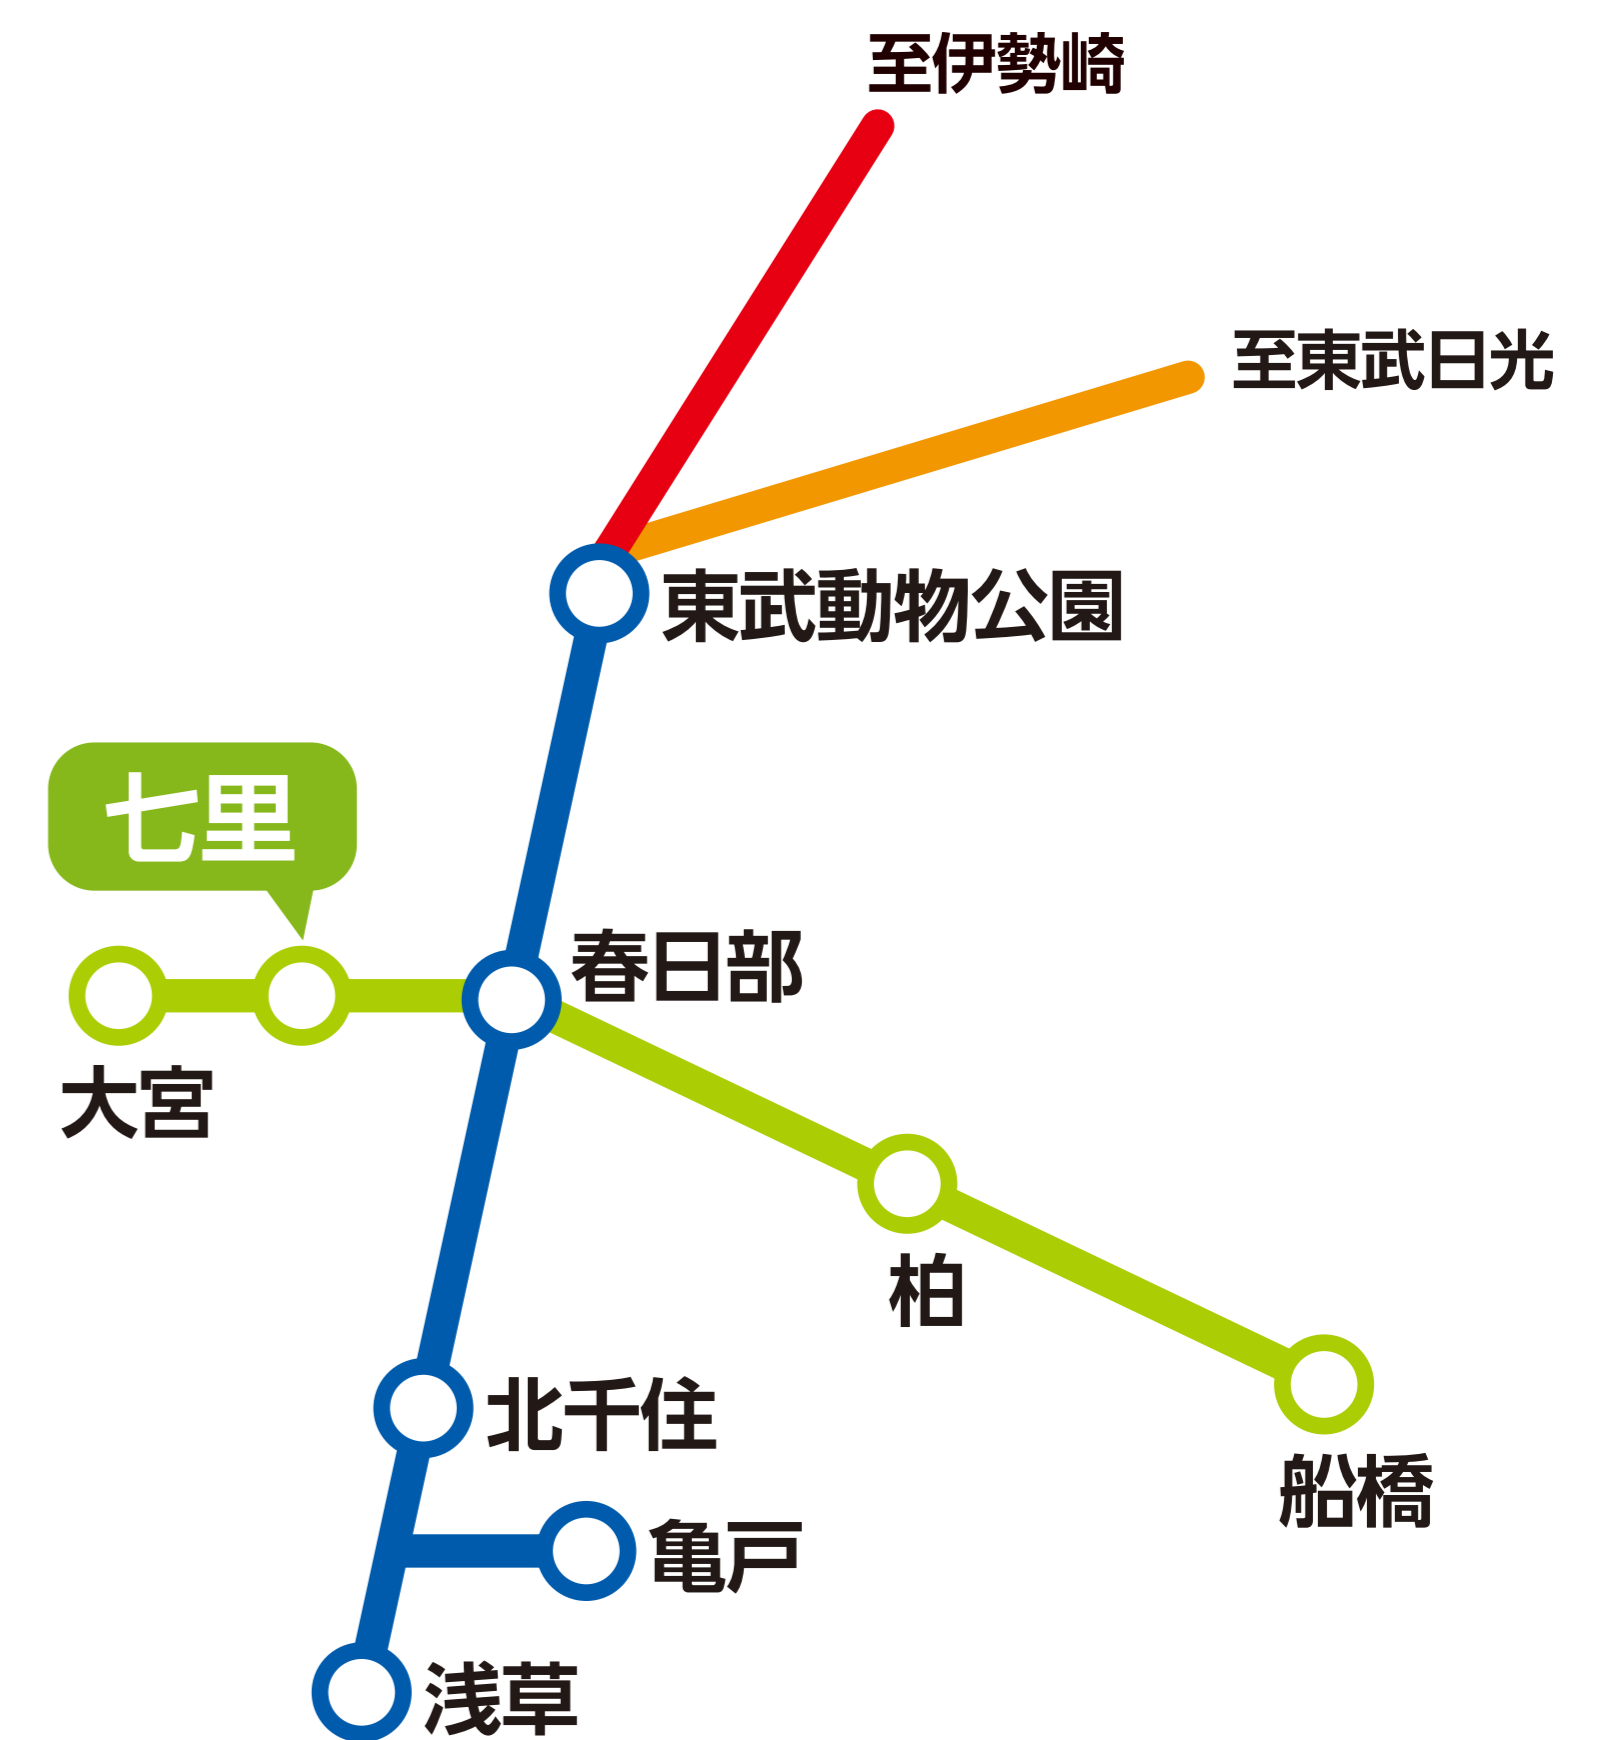 至伊勢崎
至東武日光
東武動物公園
七里
春日部
大宮
柏
北千住
船橋
亀戸
浅草